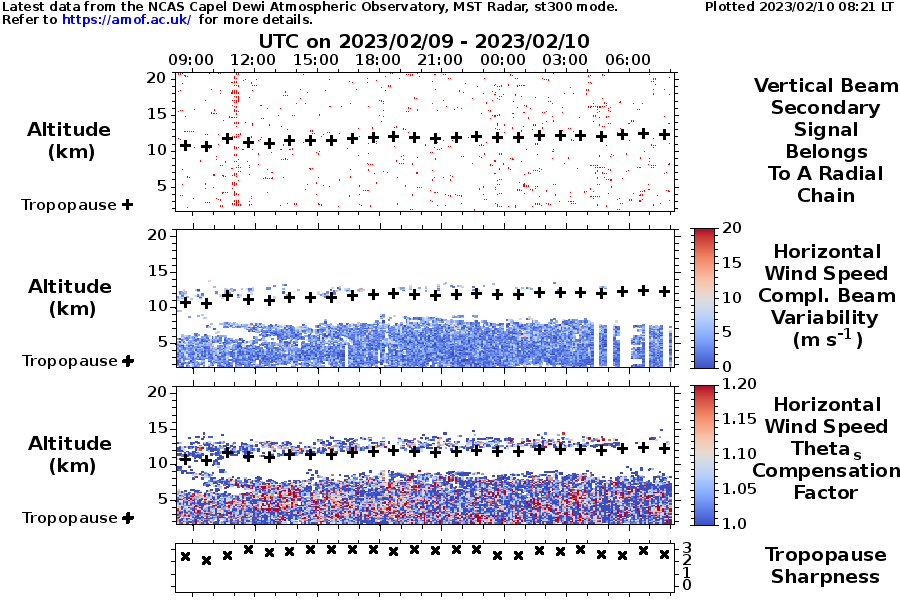 Latest data from the NCAS Capel Dewi Atmospheric Observatory, MST Radar, st300 mode.
Plotted 2023/02/10 08:21 LT
Refer to https://amof.ac.uk/ for more details.
UTC on 2023/02/09 - 2023/02/10
09:00 12:00 15:00 18:00 21:00 00:00 03:00 06:00
20
15
10
5
Altitude
(km)
Tropopause +
Vertical Beam
Secondary
Signal
Belongs
To A Radial
Chain
20
15
10
5
Altitude
(km)
Tropopause +
20
15
10
5
0
Horizontal
Wind Speed
Compl. Beam
Variability
(m s-1)
20
15
10
5
Altitude
(km)
Tropopause +
1.20
1.15
1.10
1.05
1.0
Horizontal
Wind Speed
Theta s
Compensation
Factor
3
2
1
0
Tropopause
Sharpness